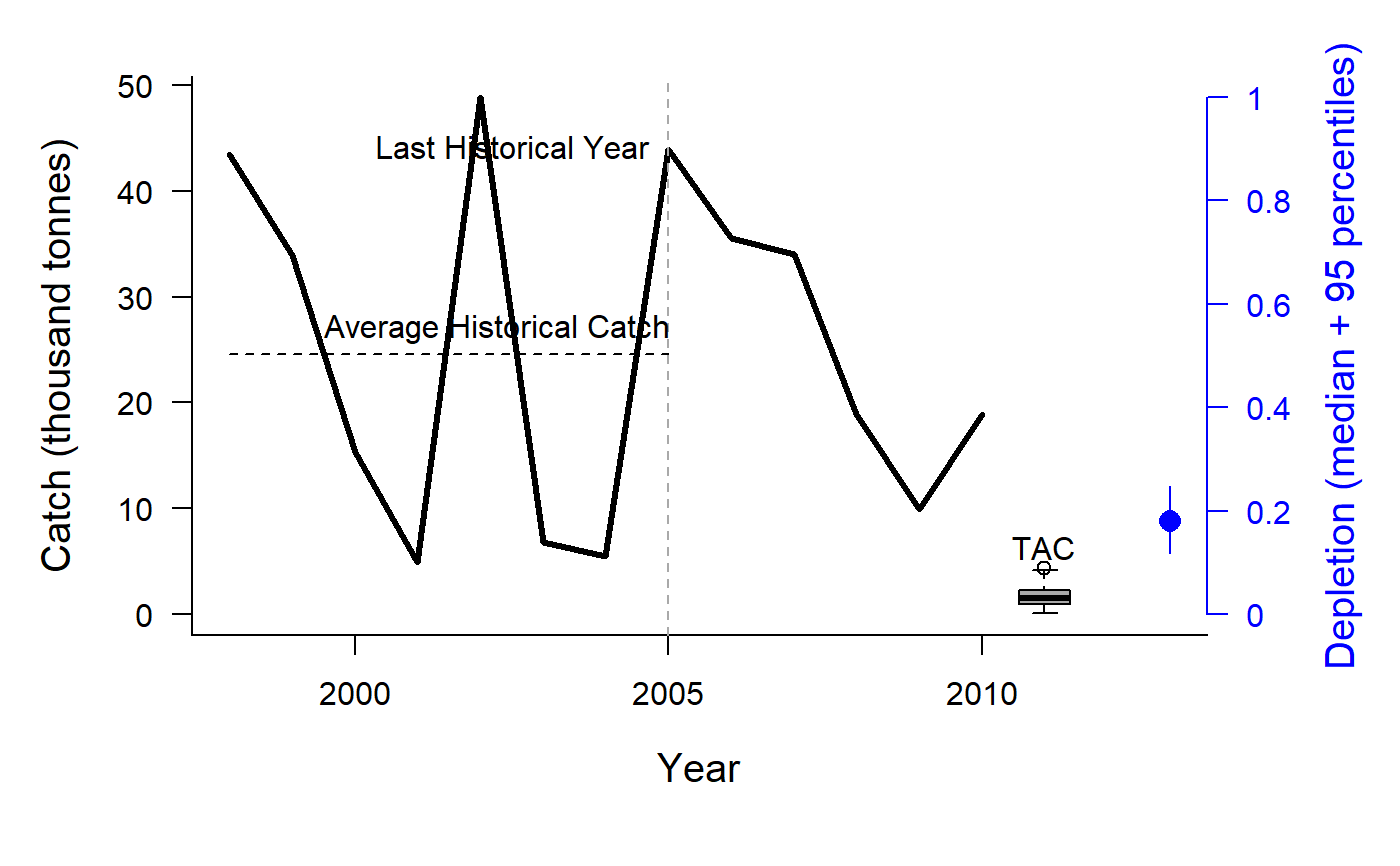 Catch (thousand tonnes)
50
40
30
20
10
0
Last Historical Year
Average Historical Catch
TAC
1
0.8
0.6
0.4
0.2
0
Depletion (median + 95 percentiles)
2000
2005
2010
Year